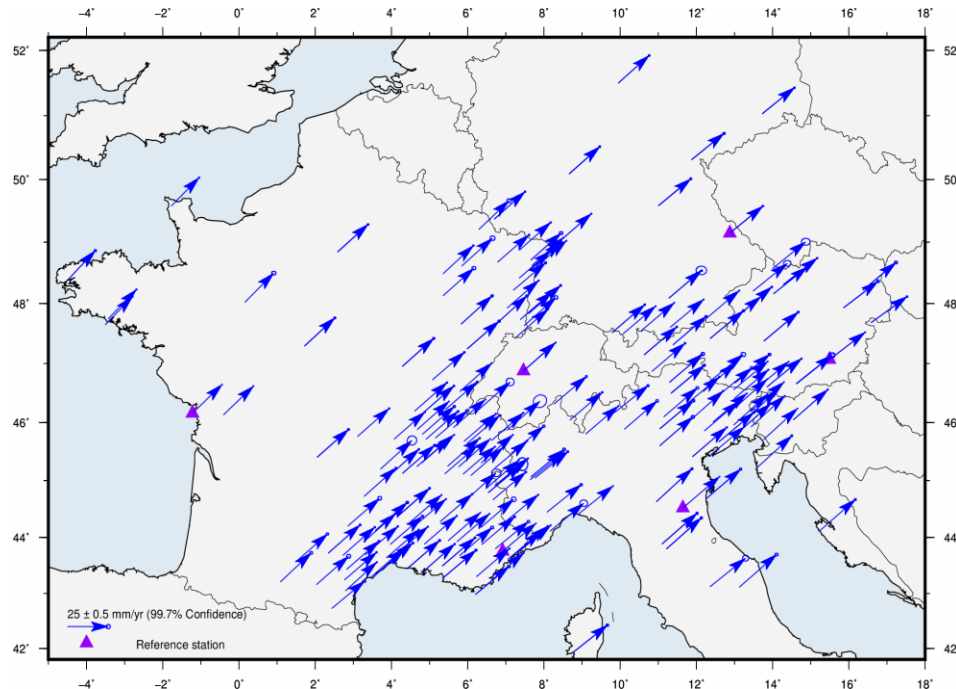 −4˚ −2˚ 0˚ 2˚ 4˚ 6˚ 8˚ 10˚ 12˚ 14˚ 16˚ 18˚
52˚ 52˚
50˚ 50˚
48˚ 48˚
46˚ 46˚
44˚ 44˚
25 ± 0.5 mm/yr (99.7% Confidence)
Reference station
42˚ 42˚
−4˚ −2˚ 0˚ 2˚ 4˚ 6˚ 8˚ 10˚ 12˚ 14˚ 16˚ 18˚